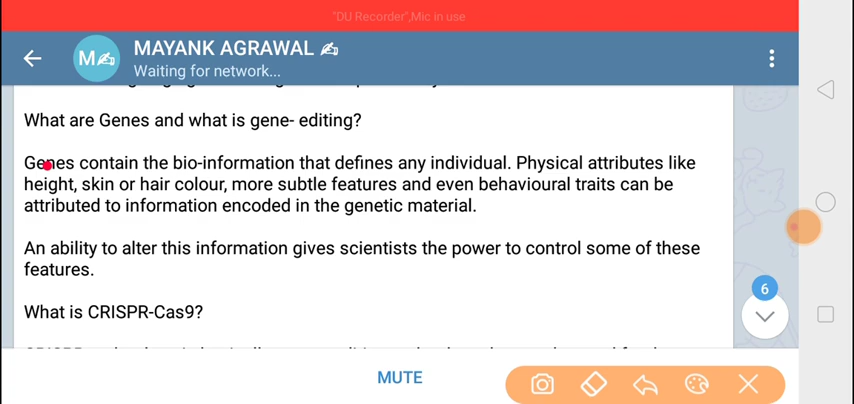 "DU Recorder",Mic in use
MAYANK AGRAWAL ✍
Waiting for network...
M✍
What are Genes and what is gene- editing?
Genes contain the bio-information that defines any individual. Physical attributes like
height, skin or hair colour, more subtle features and even behavioural traits can be
attributed to information encoded in the genetic material.
An ability to alter this information gives scientists the power to control some of these
features.
6
What is CRISPR-Cas9?
MUTE